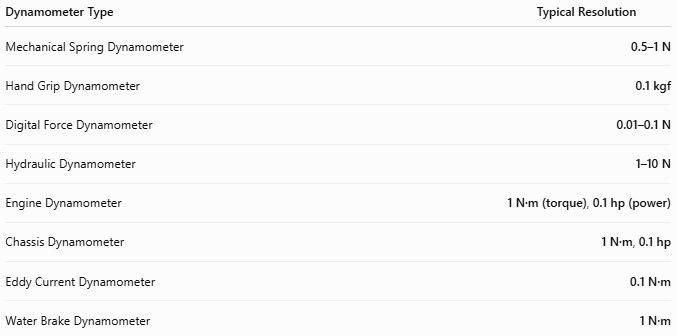 Dynamometer Type Typical Resolution
Mechanical Spring Dynamometer 0.5–1 N
Hand Grip Dynamometer 0.1 kgf
Digital Force Dynamometer 0.01–0.1 N
Hydraulic Dynamometer 1–10 N
Engine Dynamometer 1 N·m (torque), 0.1 hp (power)
Chassis Dynamometer 1 N·m, 0.1 hp
Eddy Current Dynamometer 0.1 N·m
Water Brake Dynamometer 1 N·m